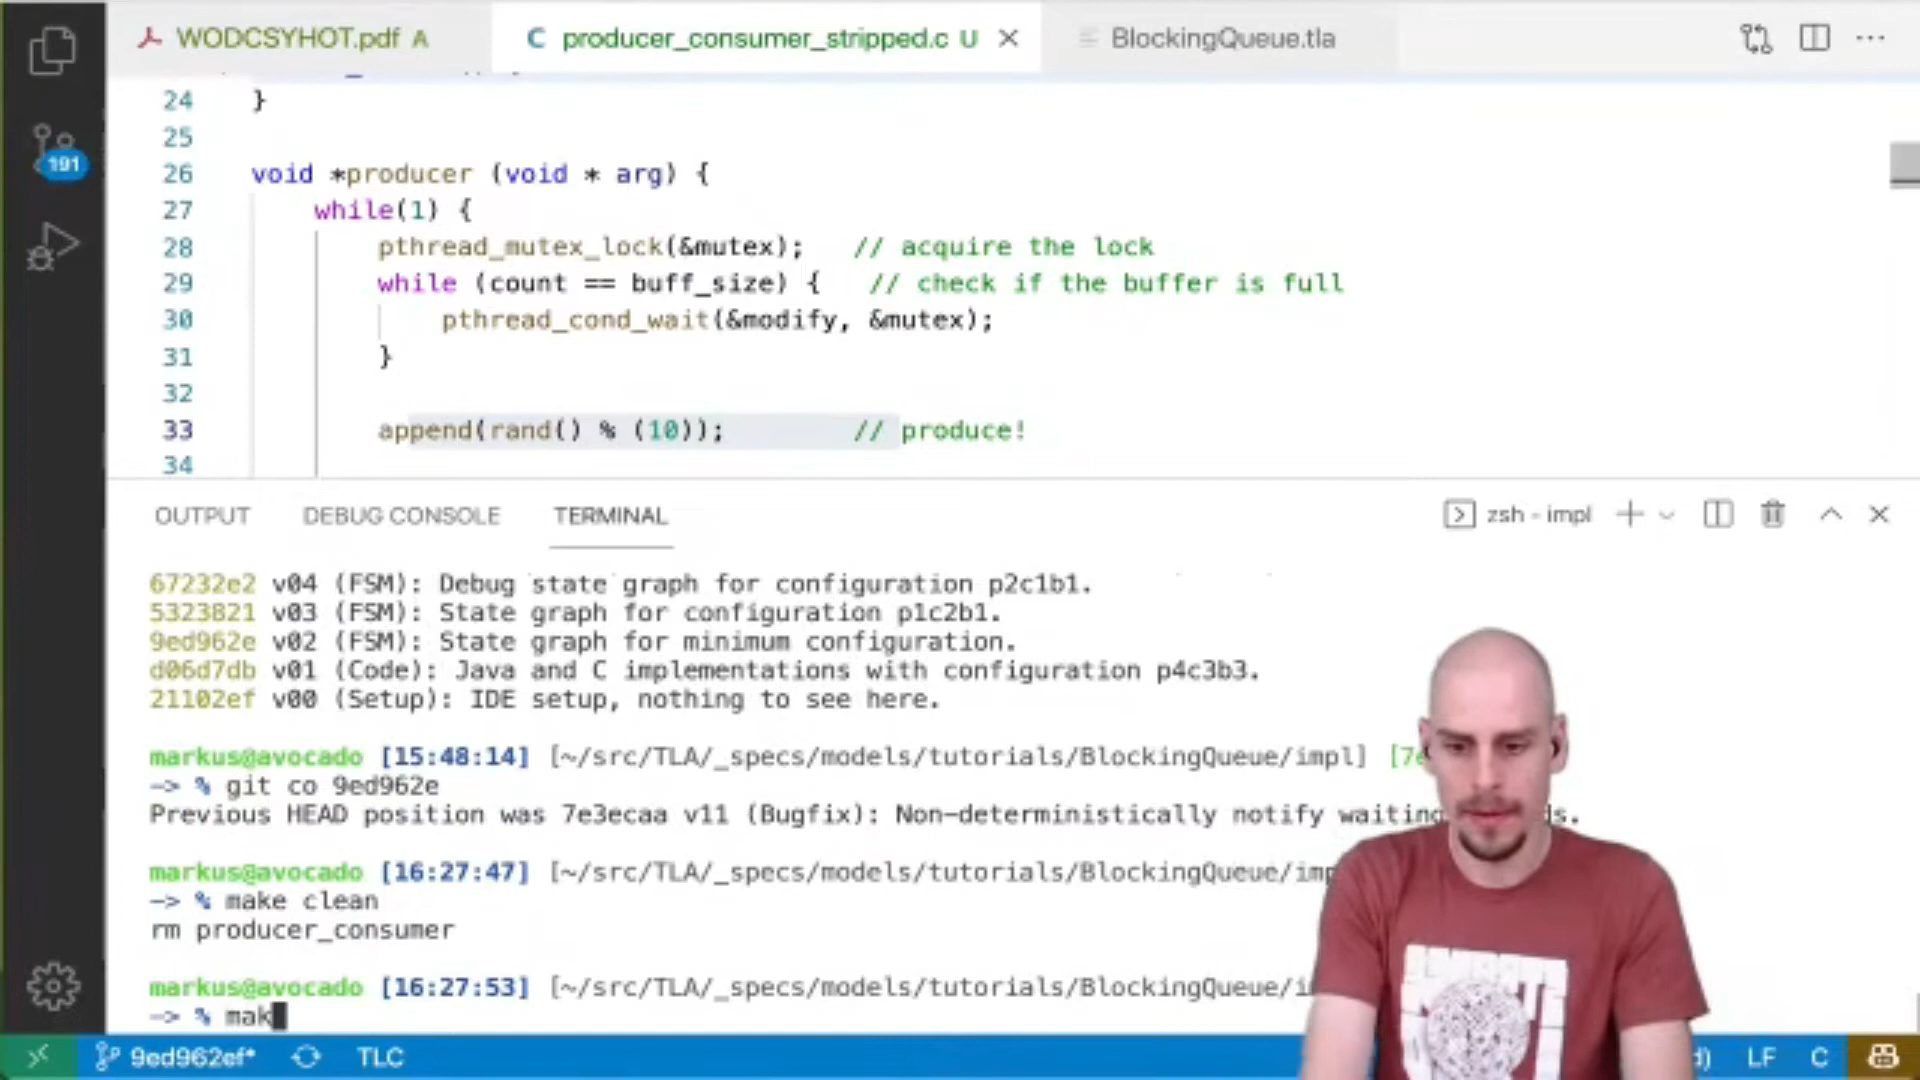 WODCSYHOT.pdf A
C producer_consumer_stripped.c U
BlockingQueue.tla
191
24 }
25
26 void *producer (void * arg) {
27 while(1) {
28 pthread_mutex_lock(&mutex); // acquire the lock
29 while (count == buff_size) { // check if the buffer is full
30 pthread_cond_wait(&modify, &mutex);
31 }
32
33 append(rand() % (10)); // produce!
34
OUTPUT DEBUG CONSOLE TERMINAL zsh - impl
67232e2 v04 (FSM): Debug state graph for configuration p2c1b1.
5323821 v03 (FSM): State graph for configuration p1c2b1.
9ed962e v02 (FSM): State graph for minimum configuration.
d06d7db v01 (Code): Java and C implementations with configuration p4c3b3.
21102ef v00 (Setup): IDE setup, nothing to see here.
markus@avocado [15:48:14] [~/src/TLA/_specs/models/tutorials/BlockingQueue/impl] [7e
-> % git co 9ed962e
Previous HEAD position was 7e3ecaa v11 (Bugfix): Non-deterministically notify waiting ds.
markus@avocado [16:27:47] [~/src/TLA/_specs/models/tutorials/BlockingQueue/imp
-> % make clean
rm producer_consumer
markus@avocado [16:27:53] [~/src/TLA/_specs/models/tutorials/BlockingQueue/i
-> % mak
9ed962ef* TLC LF C